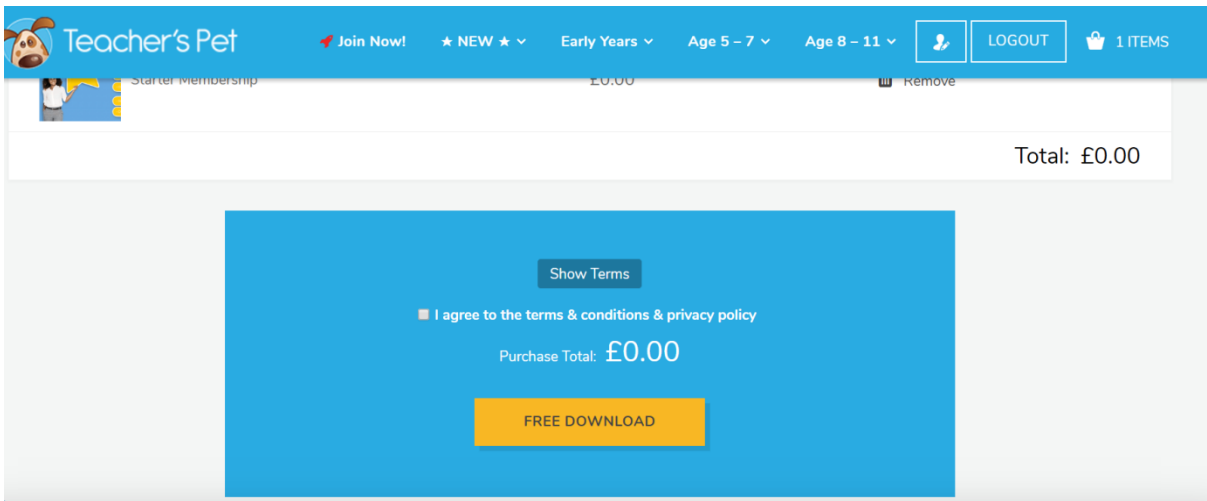 Teacher's Pet
Join Now! ★ NEW ★ Early Years Age 5 – 7 Age 8 – 11 LOGOUT 1 ITEMS
Starter Membership £0.00 Remove
Total: £0.00
Show Terms
I agree to the terms & conditions & privacy policy
Purchase Total: £0.00
FREE DOWNLOAD